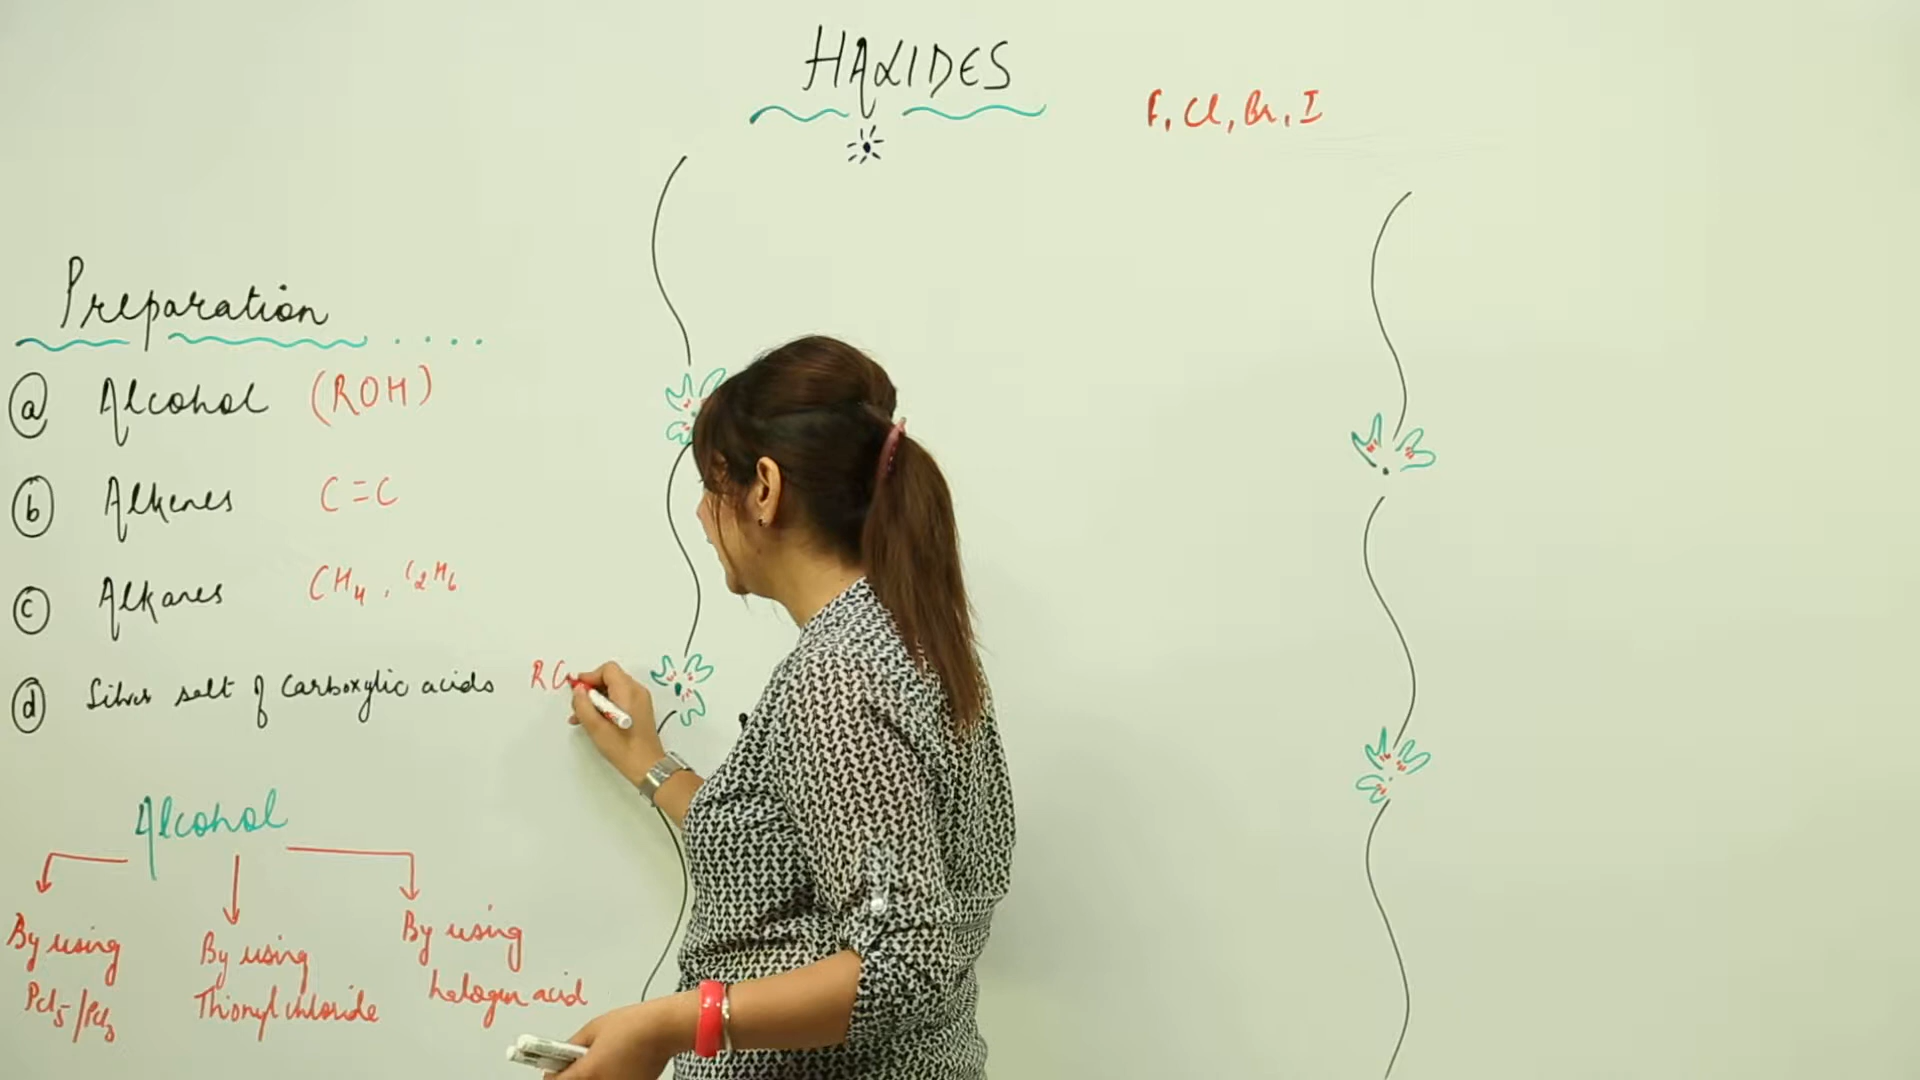 HALIDES
F, Cl, Br, I
Preparation
(a) Alcohol (ROH)
(b) Alkenes C=C
(c) Alkanes CH4, C2H6
(d) Silver salt of carboxylic acids RC
Alcohol
By using PCl5/PCl3
By using Thionyl chloride
By using halogen acid